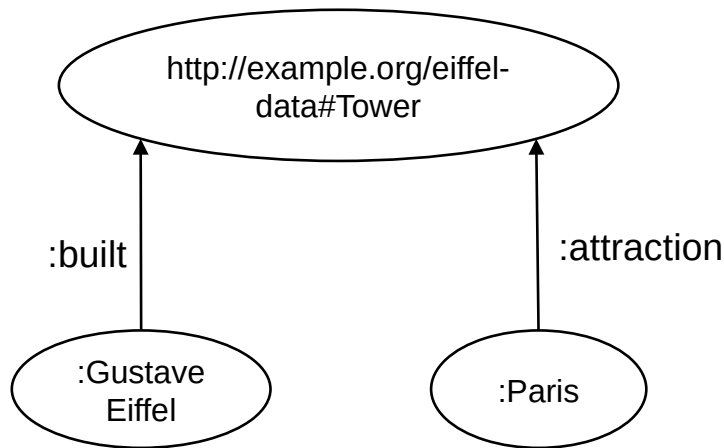 http://example.org/eiffel-
data#Tower
:built
:attraction
:Gustave
Eiffel
:Paris